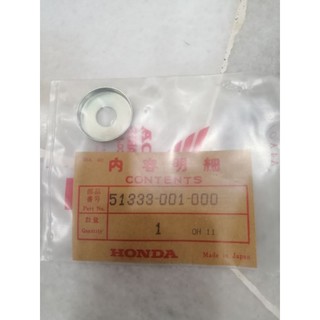 内容明細
CONTENTS
部品番号
Part No.
51333-001-000
数量
Quantity
1
OH 11
HONDA
Made in Japan